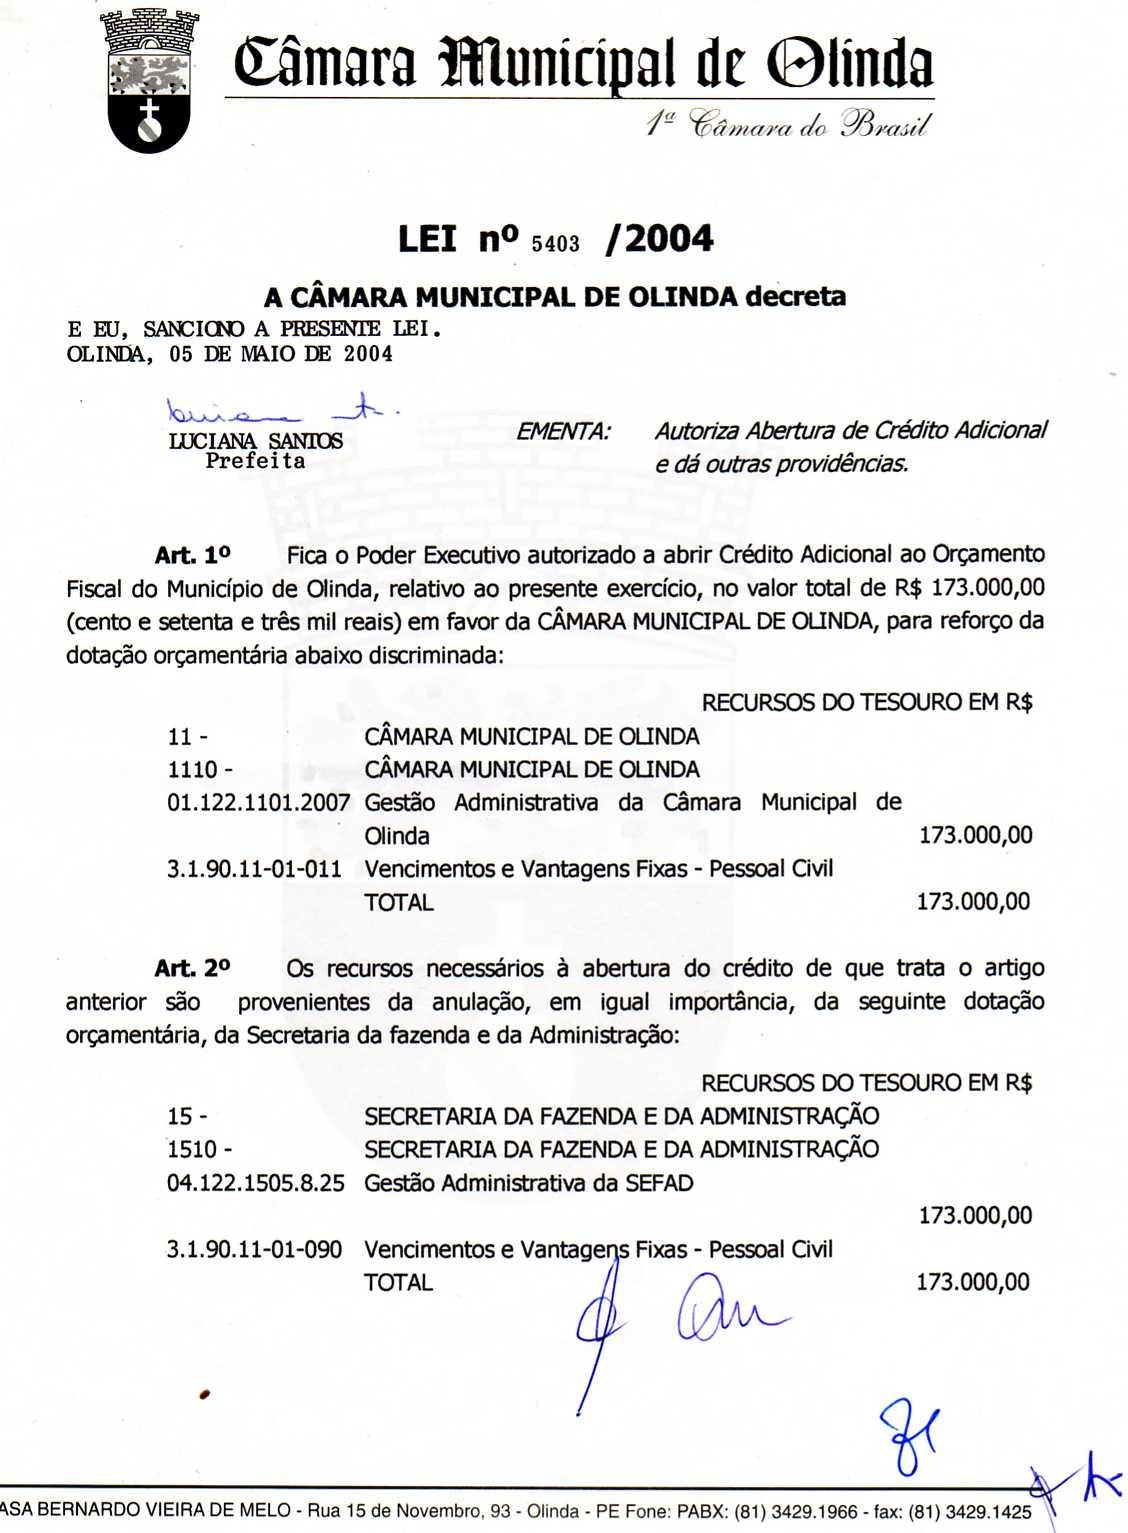 Câmara Municipal de Olinda
1ª Câmara do Brasil
LEI nº 5403 /2004
A CÂMARA MUNICIPAL DE OLINDA decreta
E EU, SANCIONO A PRESENTE LEI.
OLINDA, 05 DE MAIO DE 2004
LUCIANA SANTOS
Prefeita
EMENTA: Autoriza Abertura de Crédito Adicional
e dá outras providências.
Art. 1º Fica o Poder Executivo autorizado a abrir Crédito Adicional ao Orçamento
Fiscal do Município de Olinda, relativo ao presente exercício, no valor total de R$ 173.000,00
(cento e setenta e três mil reais) em favor da CÂMARA MUNICIPAL DE OLINDA, para reforço da
dotação orçamentária abaixo discriminada:
RECURSOS DO TESOURO EM R$
11 - CÂMARA MUNICIPAL DE OLINDA
1110 - CÂMARA MUNICIPAL DE OLINDA
01.122.1101.2007 Gestão Administrativa da Câmara Municipal de
Olinda 173.000,00
3.1.90.11-01-011 Vencimentos e Vantagens Fixas - Pessoal Civil
TOTAL 173.000,00
Art. 2º Os recursos necessários à abertura do crédito de que trata o artigo
anterior são provenientes da anulação, em igual importância, da seguinte dotação
orçamentária, da Secretaria da fazenda e da Administração:
RECURSOS DO TESOURO EM R$
15 - SECRETARIA DA FAZENDA E DA ADMINISTRAÇÃO
1510 - SECRETARIA DA FAZENDA E DA ADMINISTRAÇÃO
04.122.1505.8.25 Gestão Administrativa da SEFAD
173.000,00
3.1.90.11-01-090 Vencimentos e Vantagens Fixas - Pessoal Civil
TOTAL 173.000,00
ASA BERNARDO VIEIRA DE MELO - Rua 15 de Novembro, 93 - Olinda - PE Fone: PABX: (81) 3429.1966 - fax: (81) 3429.1425